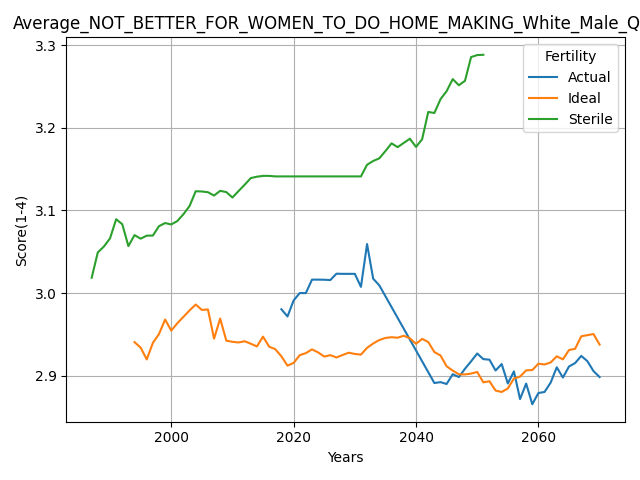 Average_NOT_BETTER_FOR_WOMEN_TO_DO_HOME_MAKING_White_Male_Q
3.3
3.2
3.1
3.0
2.9
Score(1-4)
Fertility
Actual
Ideal
Sterile
2000
2020
2040
2060
Years